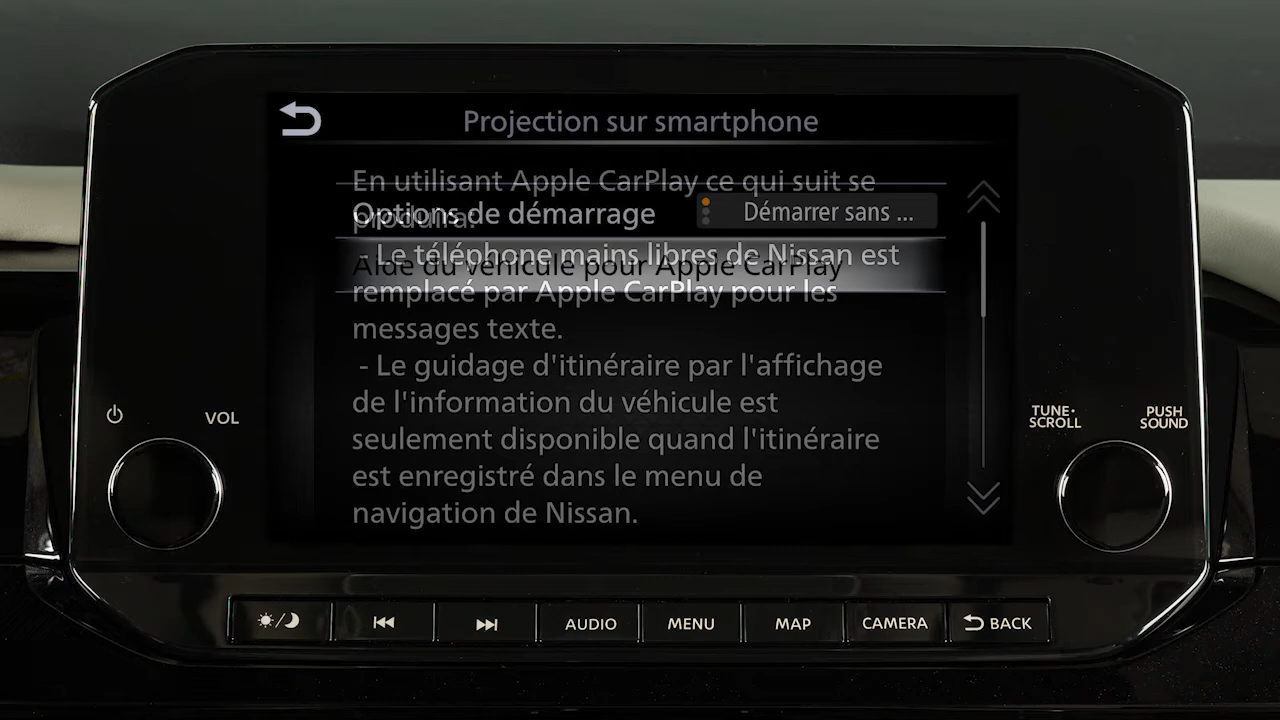 Projection sur smartphone
En utilisant Apple CarPlay ce qui suit se
produira:
Options de démarrage
Démarrer sans ...
- Le téléphone mains libres de Nissan est
Aide du véhicule pour Apple CarPlay
remplacé par Apple CarPlay pour les
messages texte.
- Le guidage d'itinéraire par l'affichage
de l'information du véhicule est
seulement disponible quand l'itinéraire
est enregistré dans le menu de
navigation de Nissan.
VOL
TUNE·
SCROLL
PUSH
SOUND
AUDIO
MENU
MAP
CAMERA
BACK